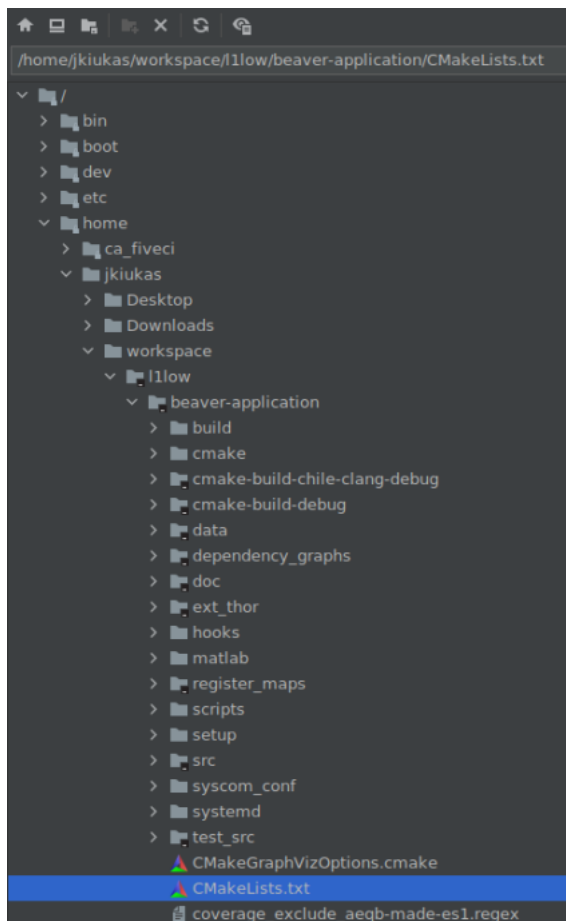 /home/jkiukas/workspace/l1low/beaver-application/CMakeLists.txt
/
bin
boot
dev
etc
home
ca_fiveci
jkiukas
Desktop
Downloads
workspace
l1low
beaver-application
build
cmake
cmake-build-chile-clang-debug
cmake-build-debug
data
dependency_graphs
doc
ext_thor
hooks
matlab
register_maps
scripts
setup
src
syscom_conf
systemd
test_src
CMakeGraphVizOptions.cmake
CMakeLists.txt
coverage_exclude_aeqb-made-es1.regex